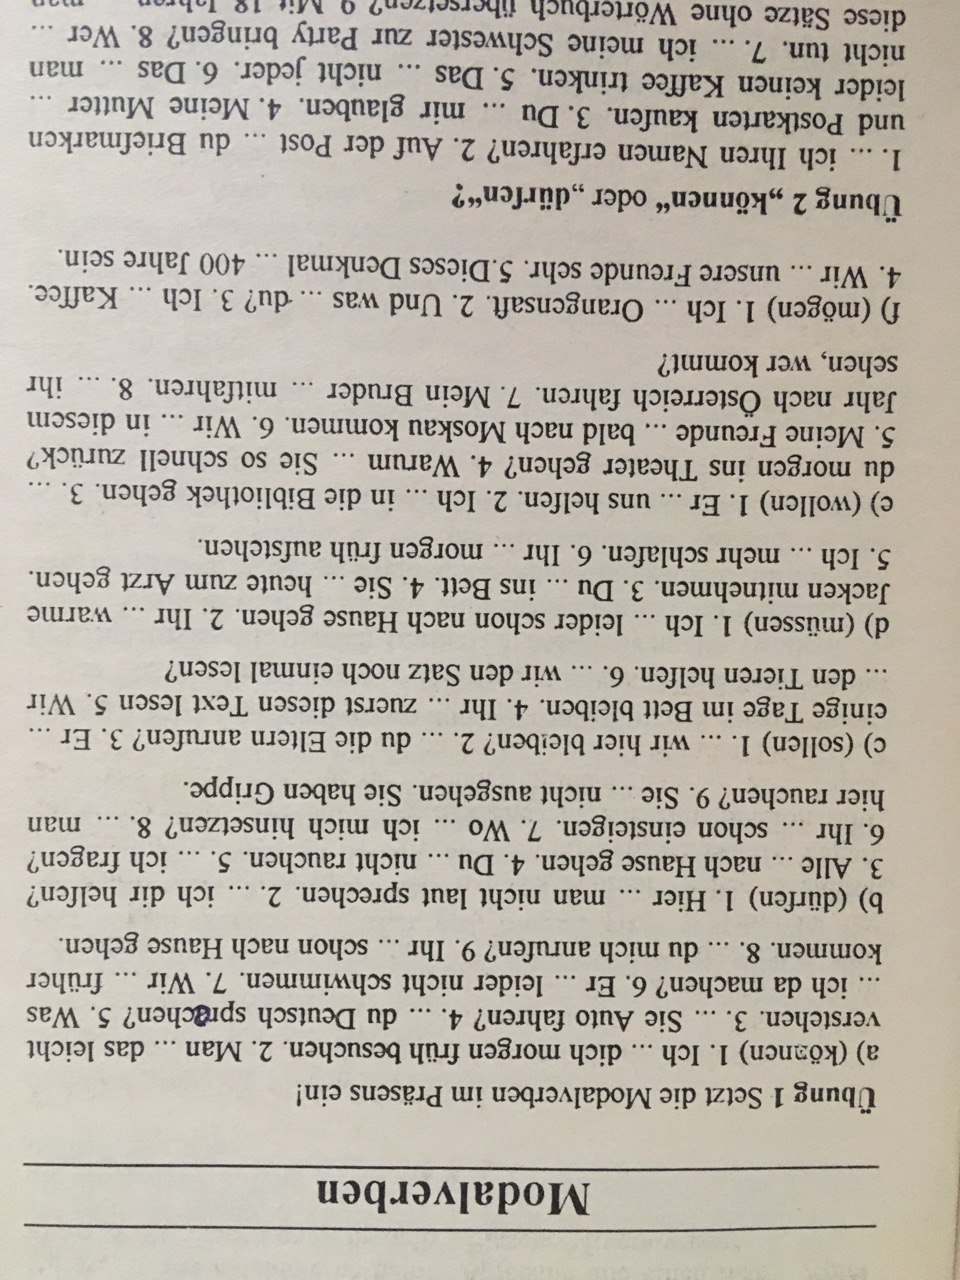 Modalverben
Übung 1 Setzt die Modalverben im Präsens ein!
a) (können) 1. Ich ... dich morgen früh besuchen. 2. Man ... das leicht
verstehen. 3. ... Sie Auto fahren? 4. ... du Deutsch sprechen? 5. Was
... ich da machen? 6. Er ... leider nicht schwimmen. 7. Wir ... früher
kommen. 8. ... du mich anrufen? 9. Ihr ... schon nach Hause gehen.
b) (dürfen) 1. Hier ... man nicht laut sprechen. 2. ... ich dir helfen?
3. Alle ... nach Hause gehen. 4. Du ... nicht rauchen. 5. ... ich fragen?
6. Ihr ... schon einsteigen. 7. Wo ... ich mich hinsetzen? 8. ... man
hier rauchen? 9. Sie ... nicht ausgehen. Sie haben Grippe.
c) (sollen) 1. ... wir hier bleiben? 2. ... du die Eltern anrufen? 3. Er ...
einige Tage im Bett bleiben. 4. Ihr ... zuerst diesen Text lesen 5. Wir
... den Tieren helfen. 6. ... wir den Satz noch einmal lesen?
d) (müssen) 1. Ich ... leider schon nach Hause gehen. 2. Ihr ... warme
Jacken mitnehmen. 3. Du ... ins Bett. 4. Sie ... heute zum Arzt gehen.
5. Ich ... mehr schlafen. 6. Ihr ... morgen früh aufstehen.
e) (wollen) 1. Er ... uns helfen. 2. Ich ... in die Bibliothek gehen. 3. ...
du morgen ins Theater gehen? 4. Warum ... Sie so schnell zurück?
5. Meine Freunde ... bald nach Moskau kommen. 6. Wir ... in diesem
Jahr nach Österreich fahren. 7. Mein Bruder ... mitfahren. 8. ... ihr
sehen, wer kommt?
f) (mögen) 1. Ich ... Orangensaft. 2. Und was ... du? 3. Ich ... Kaffee.
4. Wir ... unsere Freunde sehr. 5.Dieses Denkmal ... 400 Jahre sein.
Übung 2 „können“ oder „dürfen“?
1. ... ich Ihren Namen erfahren? 2. Auf der Post ... du Briefmarken
und Postkarten kaufen. 3. Du ... mir glauben. 4. Meine Mutter ...
leider keinen Kaffee trinken. 5. Das ... nicht jeder. 6. Das ... man
nicht tun. 7. ... ich meine Schwester zur Party bringen? 8. Wer ...
diese Sätze ohne Wörterbuch übersetzen? 9. Mit 18 Jahren ... man